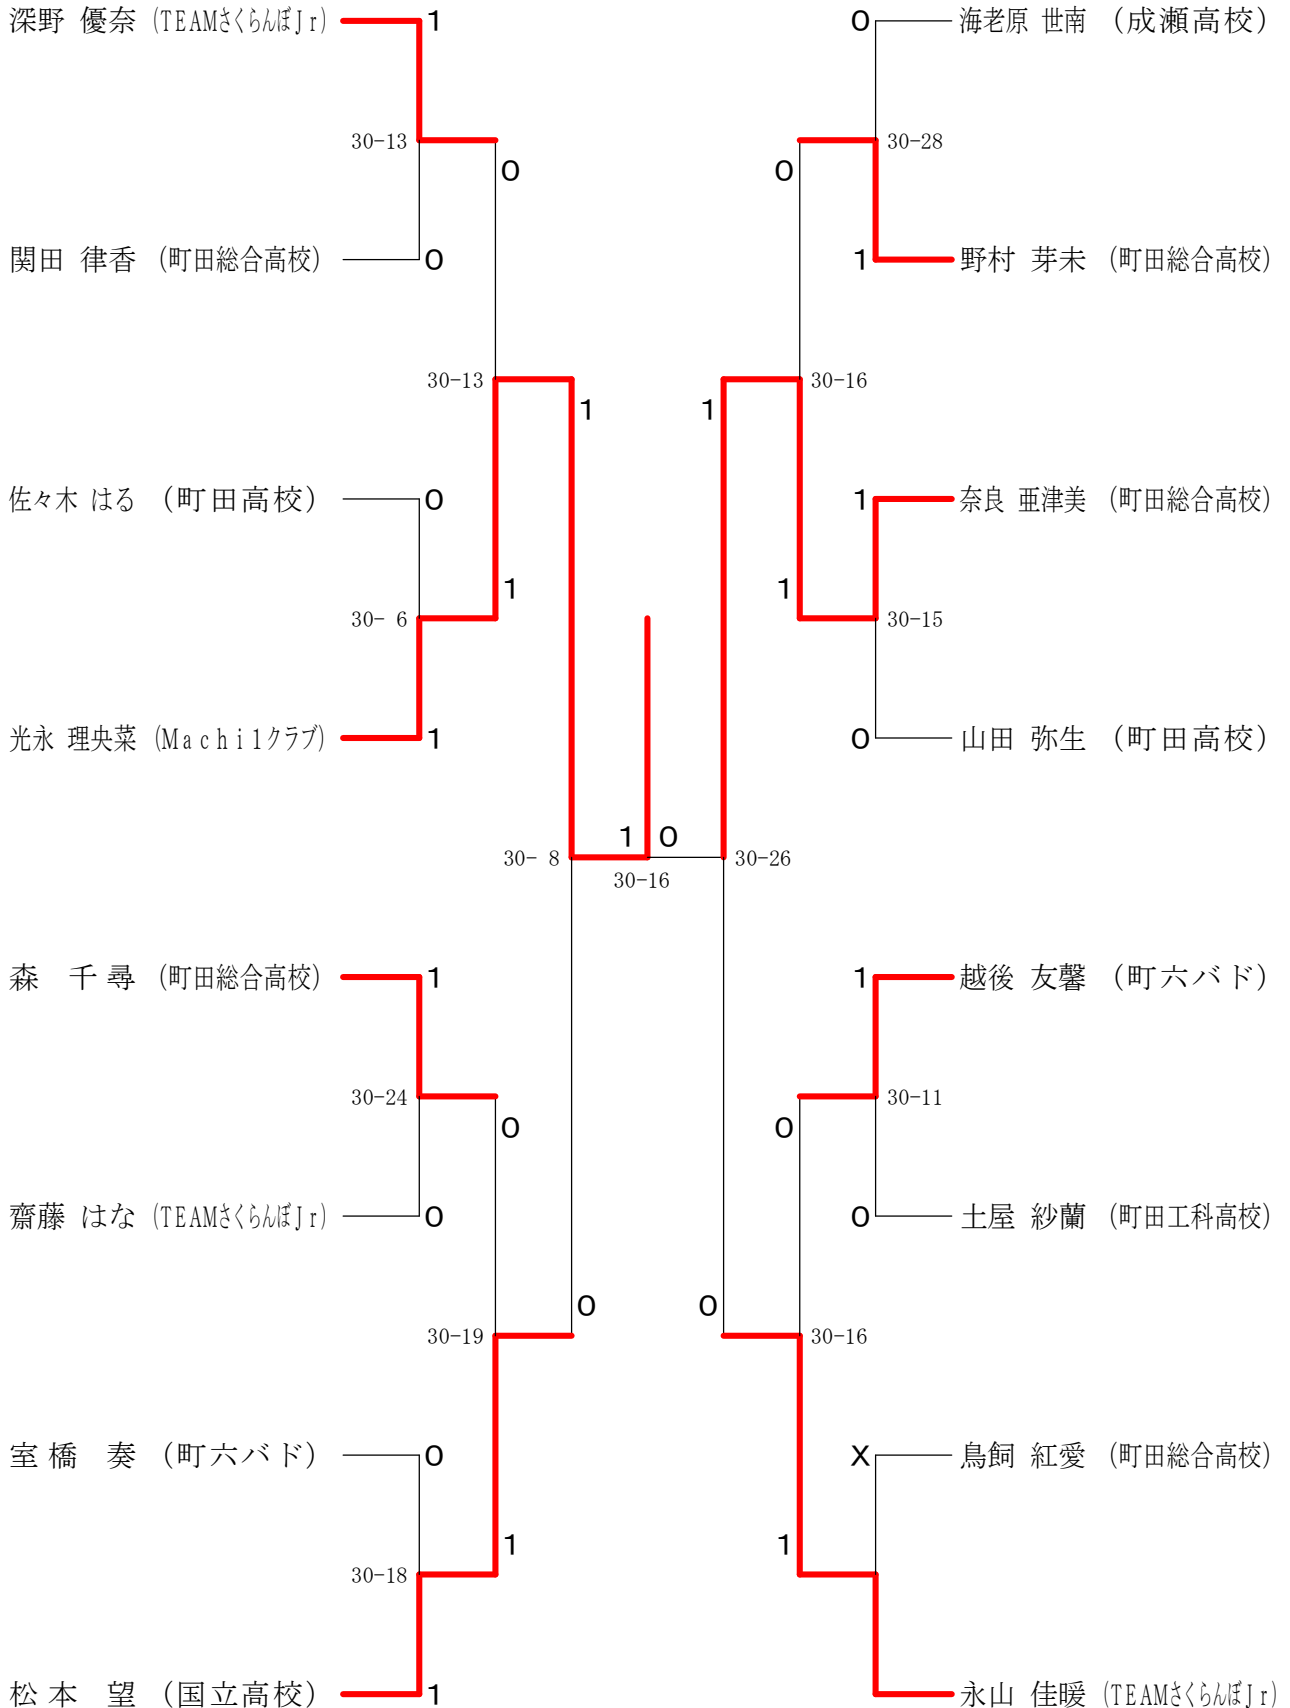 深野 優奈 (TEAMさくらんぼJr) 1 0 海老原 世南 (成瀬高校)
30-13 30-28
0 0
関田 律香 (町田総合高校) 0 1 野村 芽未 (町田総合高校)
30-13 30-16
1 1
佐々木 はる (町田高校) 0 1 奈良 亜津美 (町田総合高校)
1 1
30- 6 30-15
光永 理央菜 (Machi1クラブ) 1 0 山田 弥生 (町田高校)
1 0
30- 8 30-26
30-16
森 千尋 (町田総合高校) 1 1 越後 友馨 (町六バド)
30-24 30-11
0 0
齋藤 はな (TEAMさくらんぼJr) 0 0 土屋 紗蘭 (町田工科高校)
0 0
30-19 30-16
室橋 奏 (町六バド) 0 X 鳥飼 紅愛 (町田総合高校)
1 1
30-18
松本 望 (国立高校) 1 永山 佳暖 (TEAMさくらんぼJr)